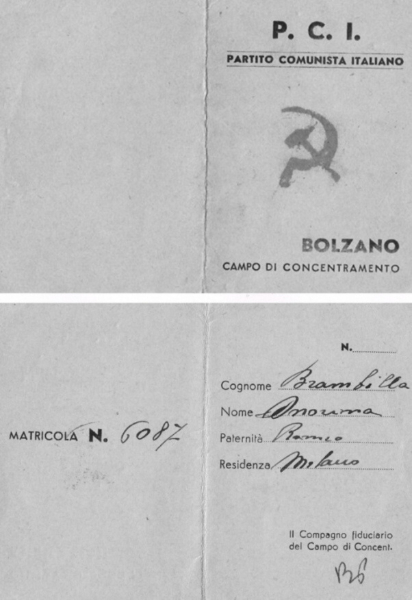 P. C. I.
PARTITO COMUNISTA ITALIANO
BOLZANO
CAMPO DI CONCENTRAMENTO
N.
MATRICOLA N. 6087
Cognome Brambilla
Nome
Paternità Romeo
Residenza Milano
Il Compagno fiduciario
del Campo di Concent.